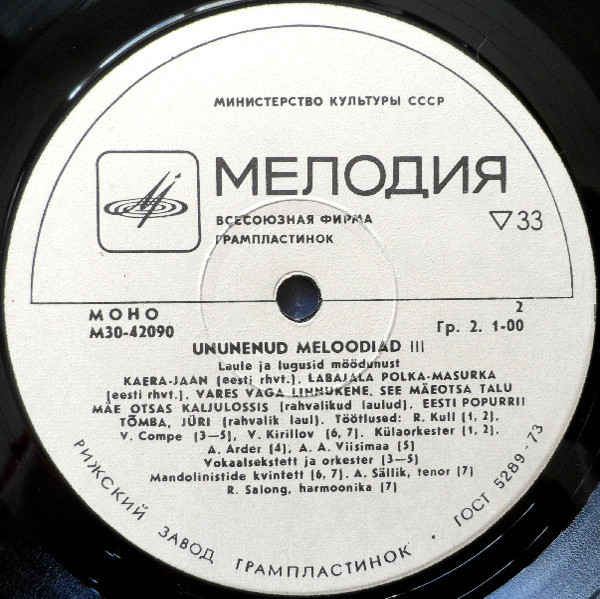 МИНИСТЕРСТВО КУЛЬТУРЫ СССР
МЕЛОДИЯ
ВСЕСОЮЗНАЯ ФИРМА
ГРАМПЛАСТИНОК
▽33
МОНО
М30-42090
2
Гр. 2. 1-00
UNUNENUD MELOODIAD III
Laule ja lugusid möödunust
KAERA-JAAN (eesti rhvt.). LABAJALA POLKA-MASURKA
(eesti rhvt.). VARES VAGA LINNUKENE. SEE MÄEOTSA TALU
MÄE OTSAS KALJULOSSIS (rahvalikud laulud). EESTI POPURRII
TÕMBA, JÜRI (rahvalik laul). Töötlused: R. Kull (1, 2),
V. Compe (3—5), V. Kirillov (6, 7). Külaorkester (1, 2),
A. Arder (4), A. A. Viisimaa (5)
Vokaalsekstett ja orkester (3—5)
Mandolinistide kvintett (6, 7). A. Sällik, tenor (7)
R. Salong, harmoonika (7)
РИЖСКИЙ ЗАВОД ГРАМПЛАСТИНОК • ГОСТ 5289-73